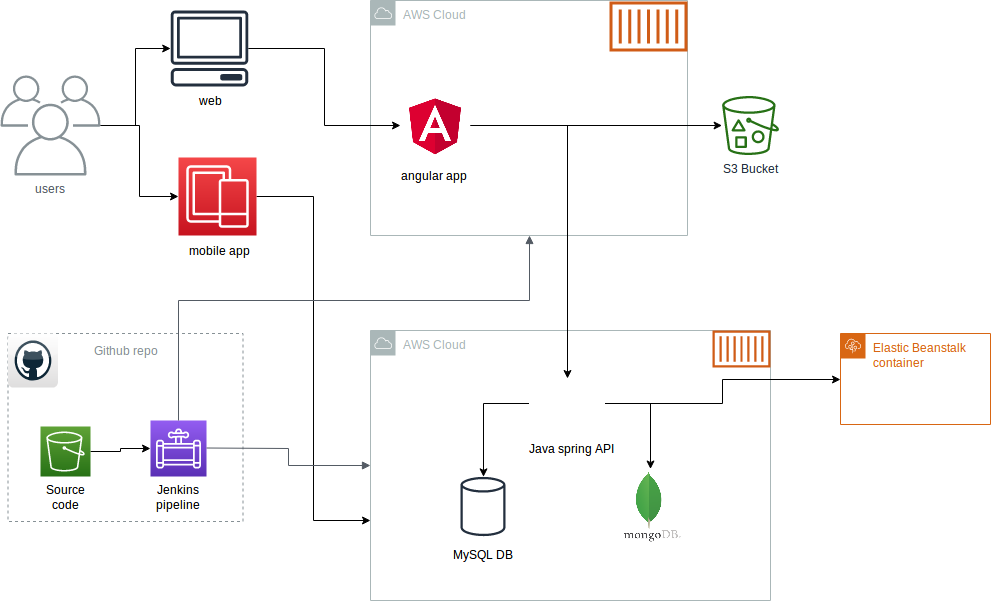 AWS Cloud
web
users
angular app
S3 Bucket
mobile app
Github repo
AWS Cloud
Elastic Beanstalk
container
Java spring API
Source
code
Jenkins
pipeline
mongoDB.
MySQL DB